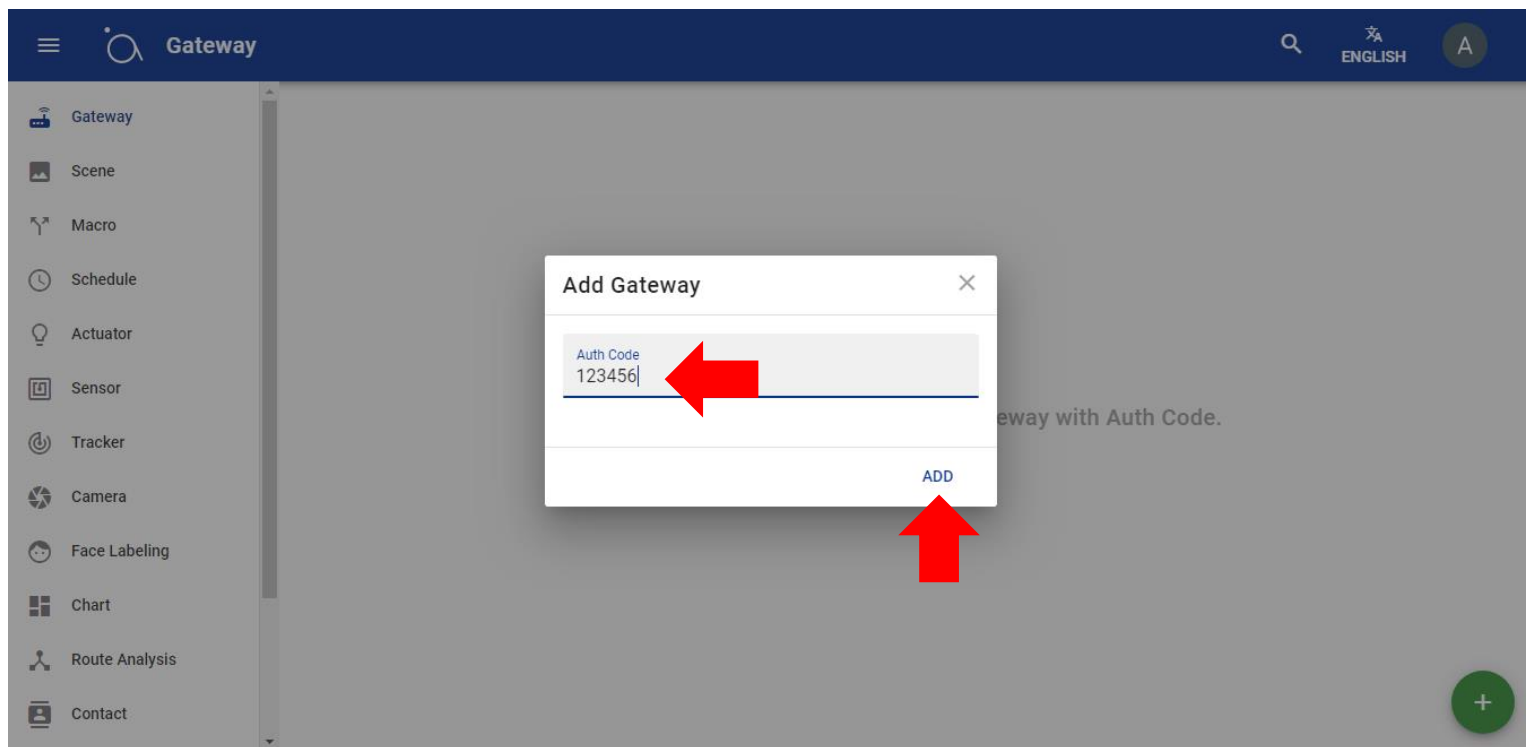 Gateway
ENGLISH
A
Gateway
Scene
Macro
Schedule
Actuator
Sensor
Tracker
Camera
Face Labeling
Chart
Route Analysis
Contact
Add Gateway
Auth Code
123456
eway with Auth Code.
ADD